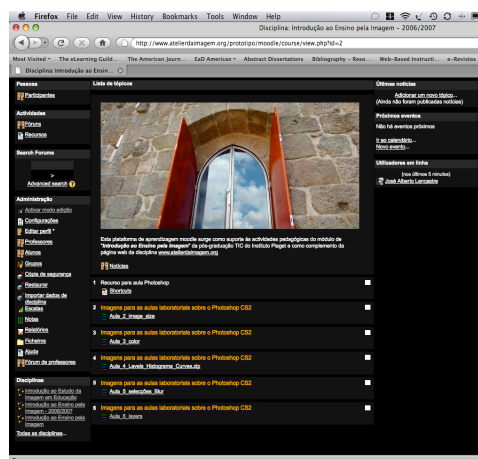 Firefox File Edit View History Bookmarks Tools Window Help
Disciplina: Introdução ao Ensino pela Imagem - 2006/2007
http://www.atelierdaimagem.org/prototipo/moodle/course/view.php?id=2
Most Visited The eLearning Guild... The American Journ... EaD American Abstract Dissertations Bibliography - Reso... Web-Based Instructi... e-Revistas
Disciplina: Introdução ao Ensin...
Pessoas
Participantes
Actividades
Fóruns
Recursos
Search Forums
>
Advanced search ?
Administração
Activar modo edição
Configurações
Editar perfil *
Professores
Alunos
Grupos
Cópia de segurança
Restaurar
Importar dados de
disciplina
Escalas
Notas
Relatórios
Ficheiros
Ajuda
Fórum de professores
Disciplinas
Introdução ao Estudo da
Imagem em Educação
Introdução ao Ensino pela
Imagem - 2006/2007
Introdução ao Ensino pela
Imagem
Todas as disciplinas...
Lista de tópicos
Esta plataforma de aprendizagem moodle surge como suporte às actividades pedagógicas do módulo de
"Introdução ao Ensino pela Imagem" da pós-graduação TIC do Instituto Piaget e como complemento da
página web da disciplina www.atelierdaimagem.org
Notícias
1 Recurso para aula Photoshop
Shortcuts
2 Imagens para as aulas laboratoriais sobre o Photoshop CS2
Aula_2_image_size
3 Imagens para as aulas laboratoriais sobre o Photoshop CS2
Aula_3_color
4 Imagens para as aulas laboratoriais sobre o Photoshop CS2
Aula_4_Levels_Histograms_Curves.zip
5 Imagens para as aulas laboratoriais sobre o Photoshop CS2
Aula_5_selecções_Blur
6 Imagens para as aulas laboratoriais sobre o Photoshop CS2
Aula_6_layers
Últimas notícias
Adicionar um novo tópico...
(Ainda não foram publicadas notícias)
Próximos eventos
Não há eventos próximos
Ir ao calendário...
Novo evento...
Utilizadores em linha
(nos últimos 5 minutos)
José Alberto Lencastre